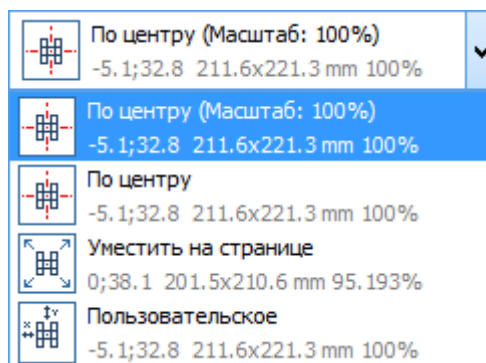 По центру (Масштаб: 100%)
-5.1;32.8 211.6x221.3 mm 100%
По центру (Масштаб: 100%)
-5.1;32.8 211.6x221.3 mm 100%
По центру
-5.1;32.8 211.6x221.3 mm 100%
Уместить на странице
0;38.1 201.5x210.6 mm 95.193%
Пользовательское
-5.1;32.8 211.6x221.3 mm 100%